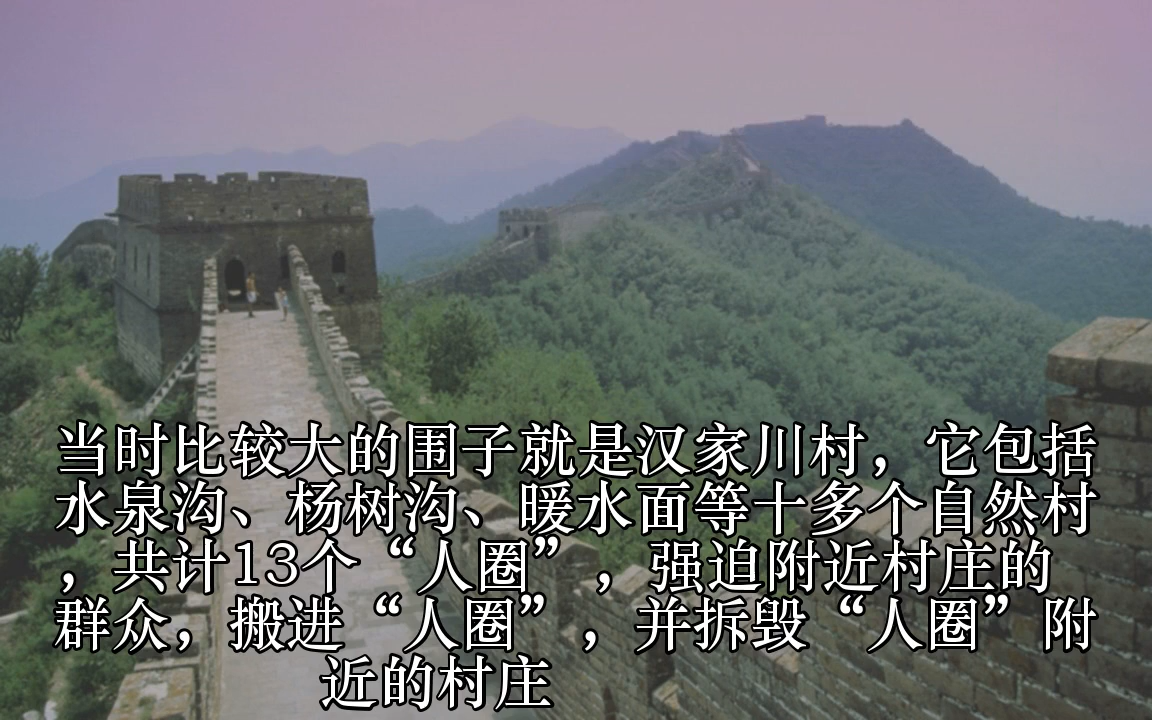 当时比较大的围子就是汉家川村，它包括
水泉沟、杨树沟、暖水面等十多个自然村
，共计13个“人圈”，强迫附近村庄的
群众，搬进“人圈”，并拆毁“人圈”附
近的村庄